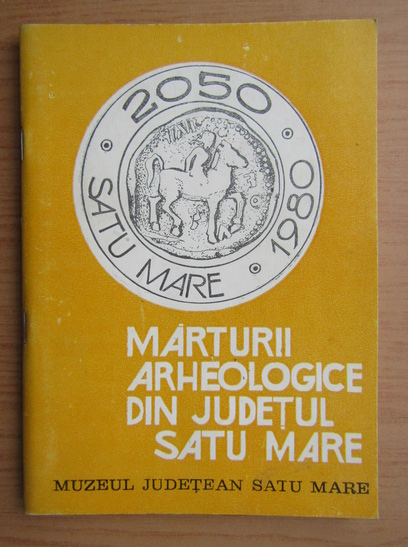 2050
SATU MARE
1980
MĂRTURII
ARHEOLOGICE
DIN JUDEȚUL
SATU MARE
MUZEUL JUDEȚEAN SATU MARE